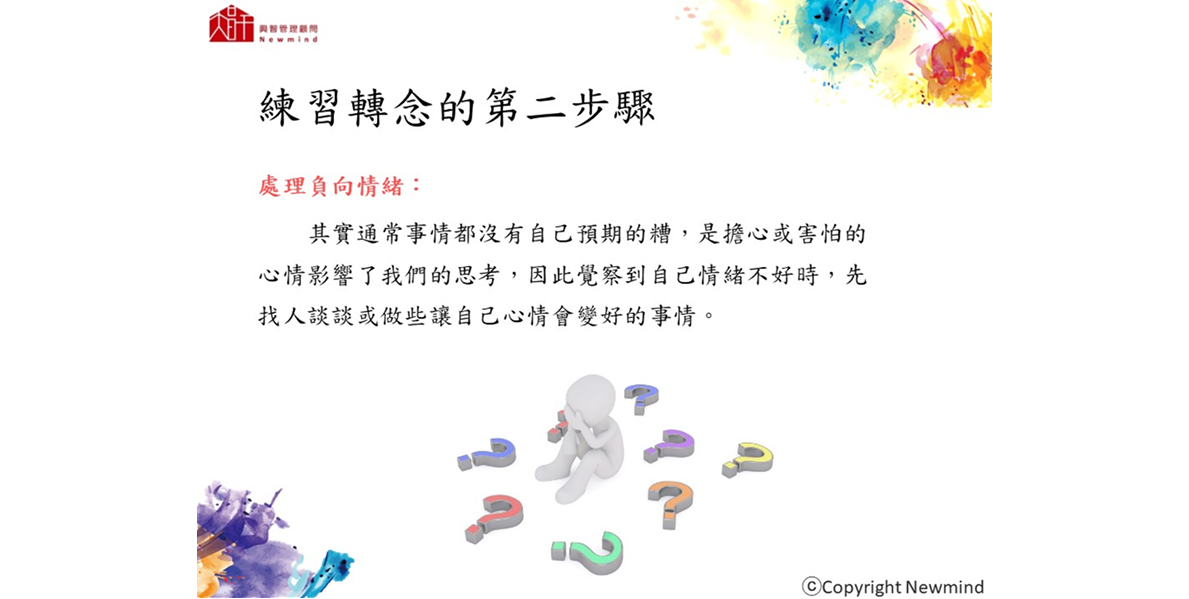 興智管理顧問
Newmind
練習轉念的第二步驟
處理負向情緒：
其實通常事情都沒有自己預期的糟，是擔心或害怕的
心情影響了我們的思考，因此覺察到自己情緒不好時，先
找人談談或做些讓自己心情會變好的事情。
ⓒCopyright Newmind